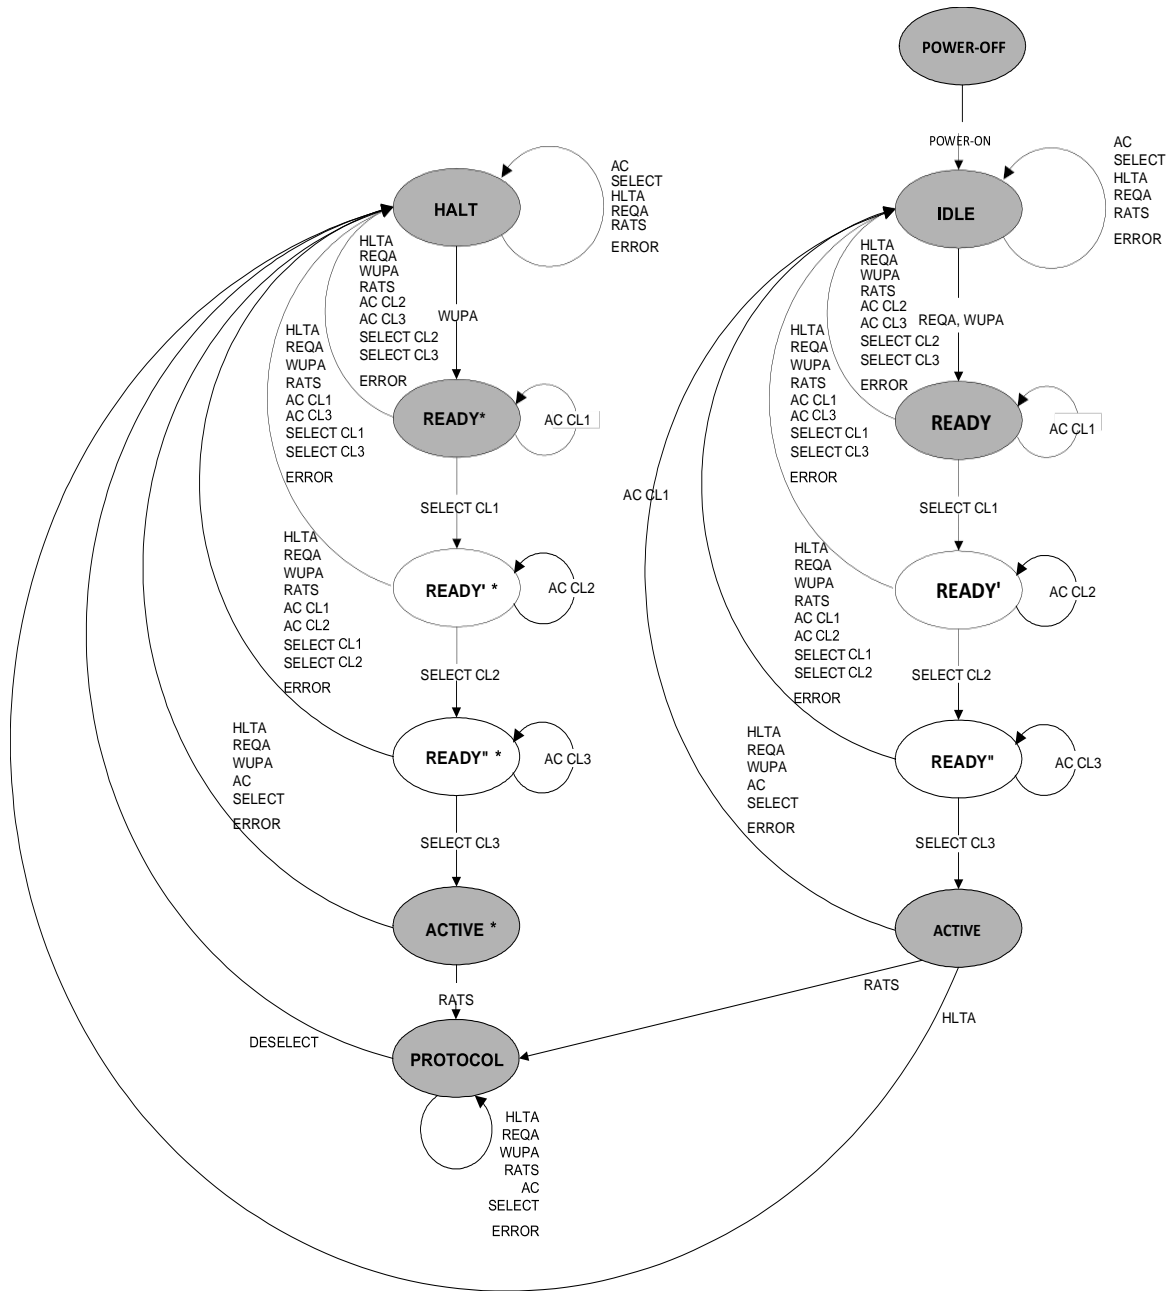 POWER-OFF
POWER-ON
AC
SELECT
HLTA
REQA
RATS
ERROR
HALT
AC
SELECT
HLTA
REQA
RATS
ERROR
IDLE
HLTA
REQA
WUPA
RATS
AC CL2
AC CL3
SELECT CL2
SELECT CL3
ERROR
WUPA
HLTA
REQA
WUPA
RATS
AC CL2
AC CL3
SELECT CL2
SELECT CL3
ERROR
REQA, WUPA
HLTA
REQA
WUPA
RATS
AC CL1
AC CL3
SELECT CL1
SELECT CL3
ERROR
READY*
AC CL1
HLTA
REQA
WUPA
RATS
AC CL1
AC CL3
SELECT CL1
SELECT CL3
ERROR
READY
AC CL1
AC CL1
SELECT CL1
SELECT CL1
HLTA
REQA
WUPA
RATS
AC CL1
AC CL2
SELECT CL1
SELECT CL2
ERROR
READY' *
AC CL2
HLTA
REQA
WUPA
RATS
AC CL1
AC CL2
SELECT CL1
SELECT CL2
ERROR
READY'
AC CL2
SELECT CL2
SELECT CL2
HLTA
REQA
WUPA
AC
SELECT
ERROR
READY" *
AC CL3
HLTA
REQA
WUPA
AC
SELECT
ERROR
READY"
AC CL3
SELECT CL3
SELECT CL3
ACTIVE *
ACTIVE
RATS
RATS
HLTA
DESELECT
PROTOCOL
HLTA
REQA
WUPA
RATS
AC
SELECT
ERROR